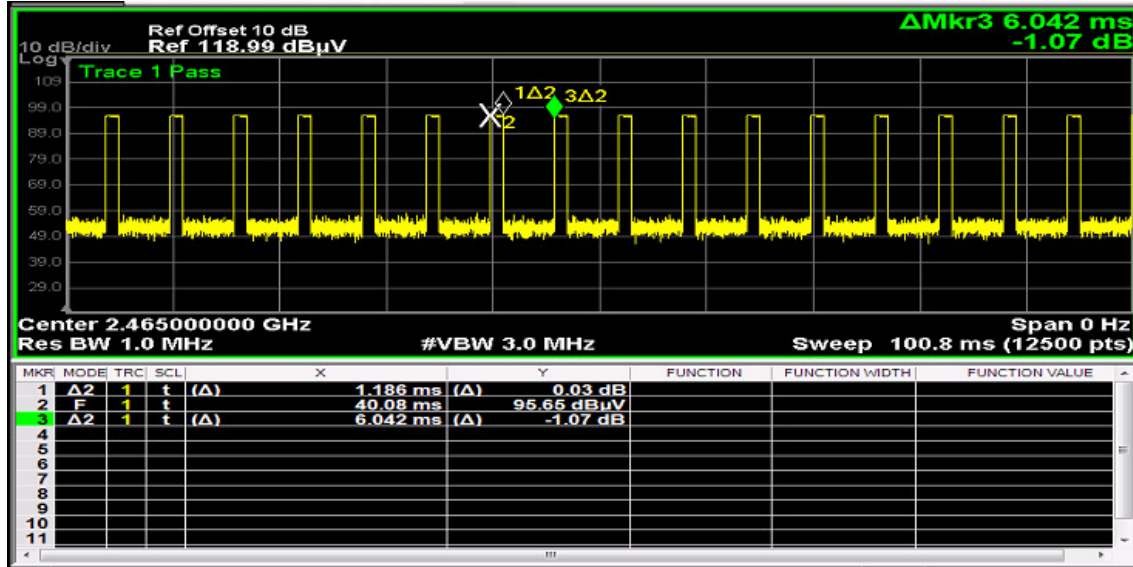 Ref Offset 10 dB
ΔMkr3 6.042 ms
10 dB/div Ref 118.99 dBµV
-1.07 dB
Log
Trace 1 Pass
109
1Δ2 3Δ2
99.0
2
89.0
79.0
69.0
59.0
49.0
39.0
29.0
Center 2.465000000 GHz Span 0 Hz
Res BW 1.0 MHz #VBW 3.0 MHz Sweep 100.8 ms (12500 pts)
MKR MODE TRC SCL X Y FUNCTION FUNCTION WIDTH FUNCTION VALUE
1 Δ2 1 t (Δ) 1.186 ms (Δ) 0.03 dB
2 F 1 t 40.08 ms 95.65 dBµV
3 Δ2 1 t (Δ) 6.042 ms (Δ) -1.07 dB
4
5
6
7
8
9
10
11